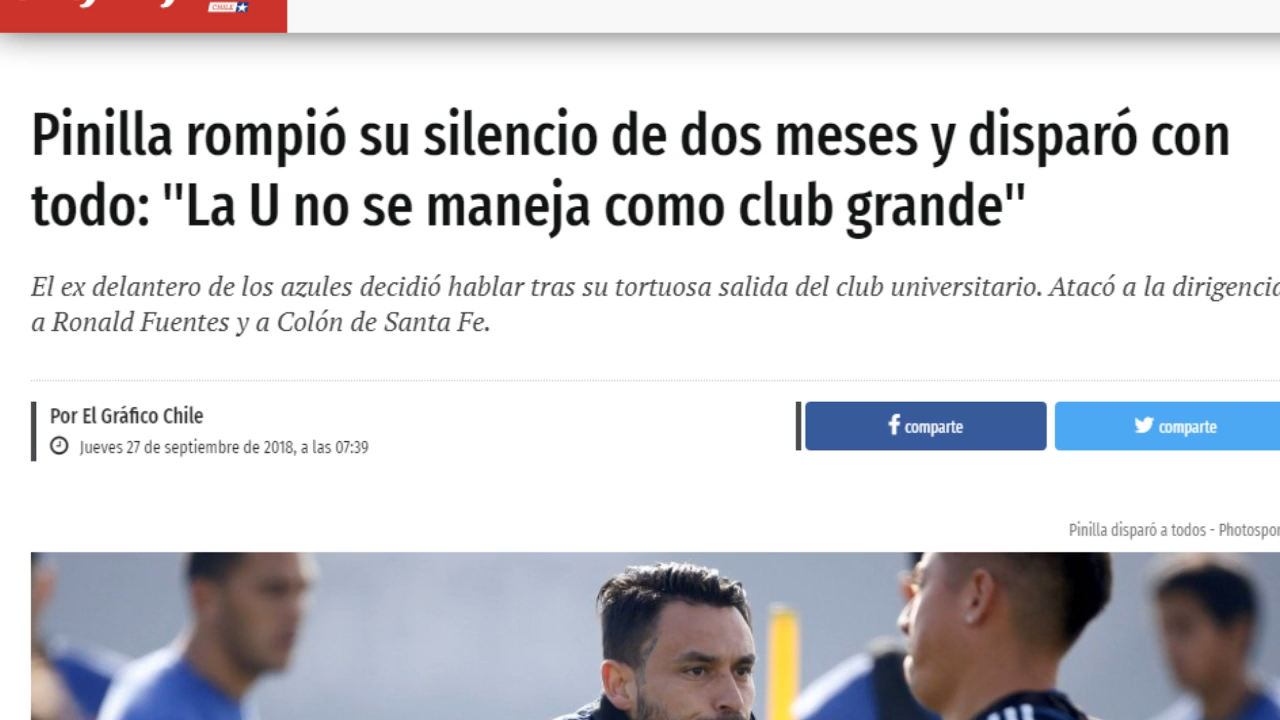 CHILE
Pinilla rompió su silencio de dos meses y disparó con
todo: "La U no se maneja como club grande"
El ex delantero de los azules decidió hablar tras su tortuosa salida del club universitario. Atacó a la dirigencia
a Ronald Fuentes y a Colón de Santa Fe.
Por El Gráfico Chile
Jueves 27 de septiembre de 2018, a las 07:39
comparte
comparte
Pinilla disparó a todos - Photospor